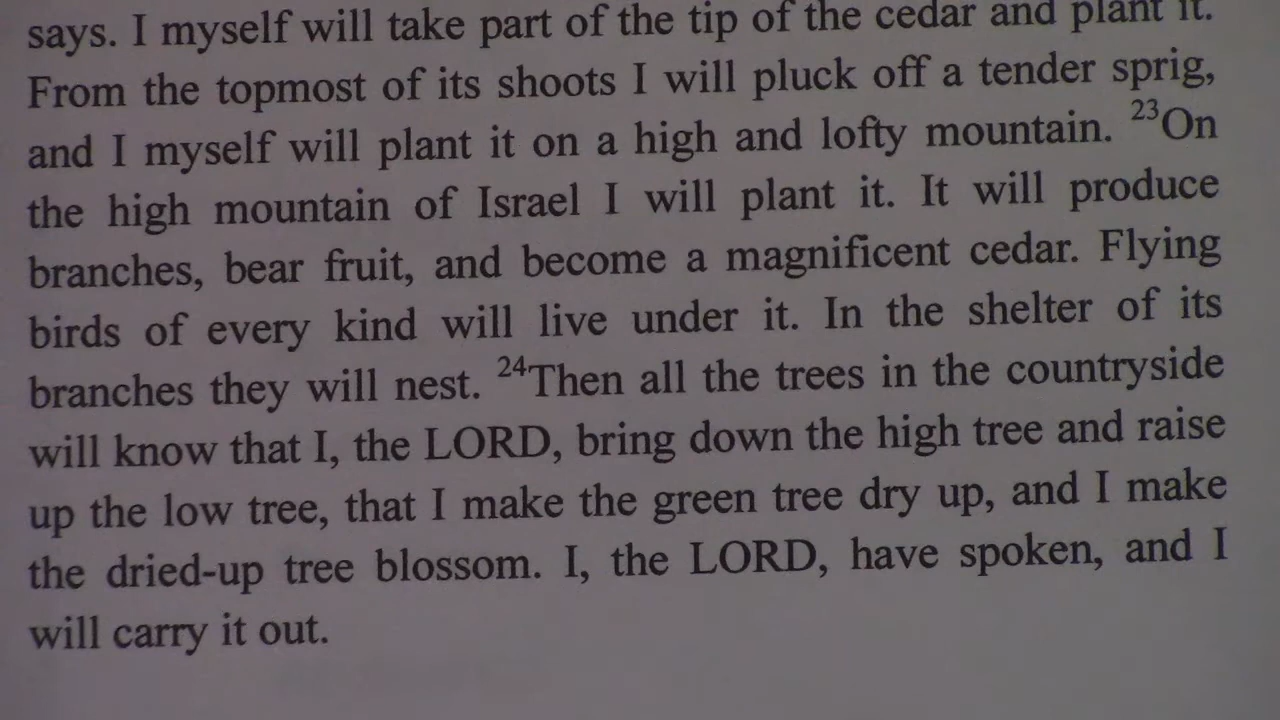 says. I myself will take part of the tip of the cedar and plant it.
From the topmost of its shoots I will pluck off a tender sprig,
and I myself will plant it on a high and lofty mountain. 23On
the high mountain of Israel I will plant it. It will produce
branches, bear fruit, and become a magnificent cedar. Flying
birds of every kind will live under it. In the shelter of its
branches they will nest. 24Then all the trees in the countryside
will know that I, the LORD, bring down the high tree and raise
up the low tree, that I make the green tree dry up, and I make
the dried-up tree blossom. I, the LORD, have spoken, and I
will carry it out.